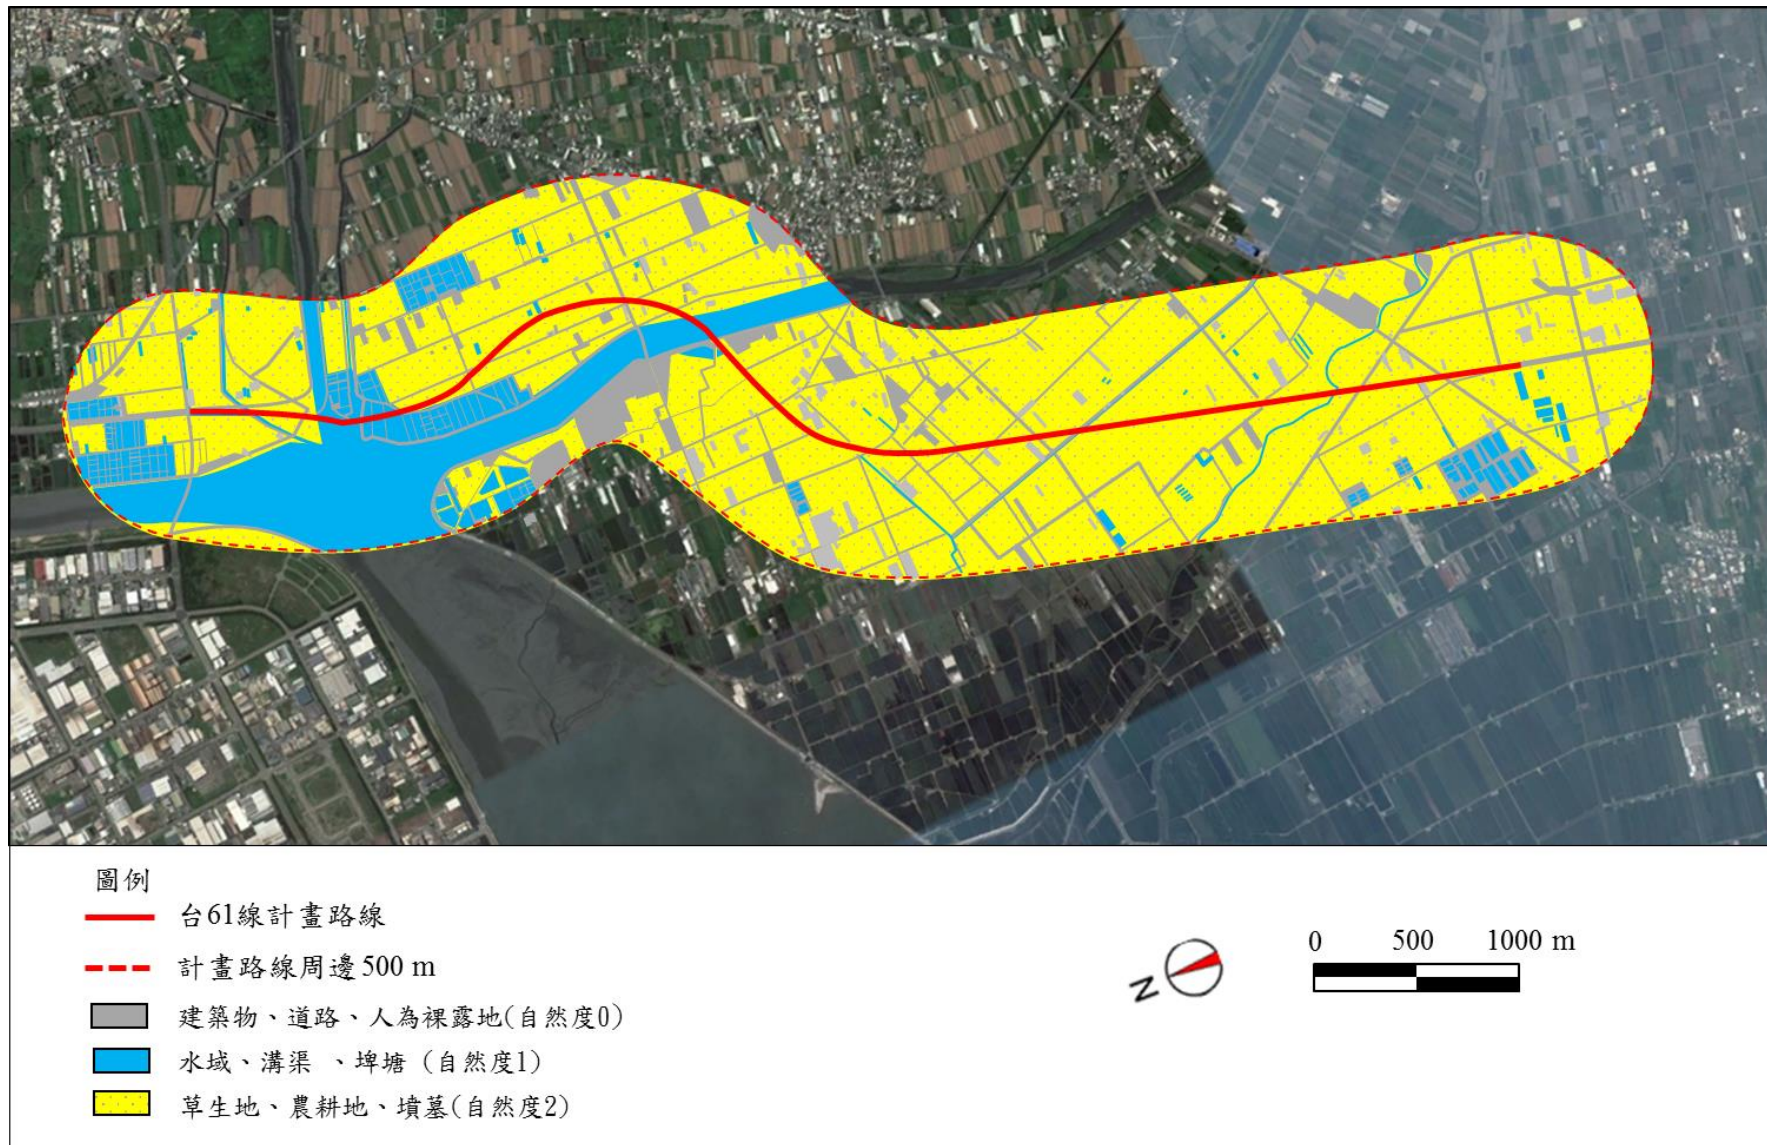 圖例
台61線計畫路線
計畫路線周邊500 m
建築物、道路、人為裸露地(自然度0)
水域、溝渠 、埤塘 (自然度1)
草生地、農耕地、墳墓(自然度2)
N
0 500 1000 m